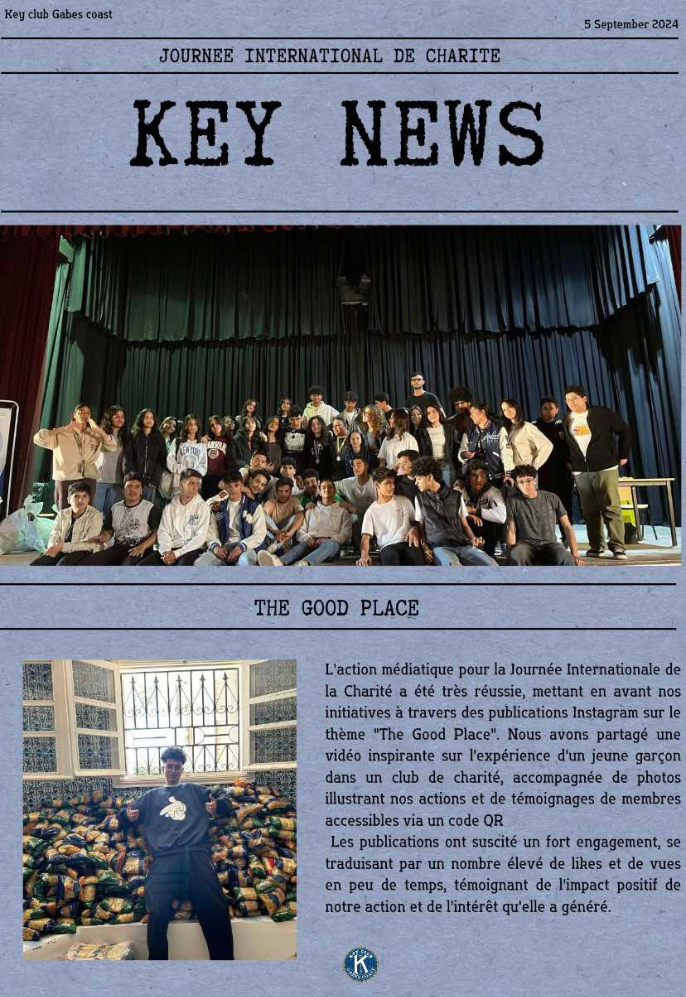 Key club Gabes coast
5 September 2024
JOURNEE INTERNATIONAL DE CHARITE
KEY NEWS
THE GOOD PLACE
L'action médiatique pour la Journée Internationale de
la Charité a été très réussie, mettant en avant nos
initiatives à travers des publications Instagram sur le
thème "The Good Place". Nous avons partagé une
vidéo inspirante sur l'expérience d'un jeune garçon
dans un club de charité, accompagnée de photos
illustrant nos actions et de témoignages de membres
accessibles via un code QR
Les publications ont suscité un fort engagement, se
traduisant par un nombre élevé de likes et de vues
en peu de temps, témoignant de l'impact positif de
notre action et de l'intérêt qu'elle a généré.
KEY CLUB
K